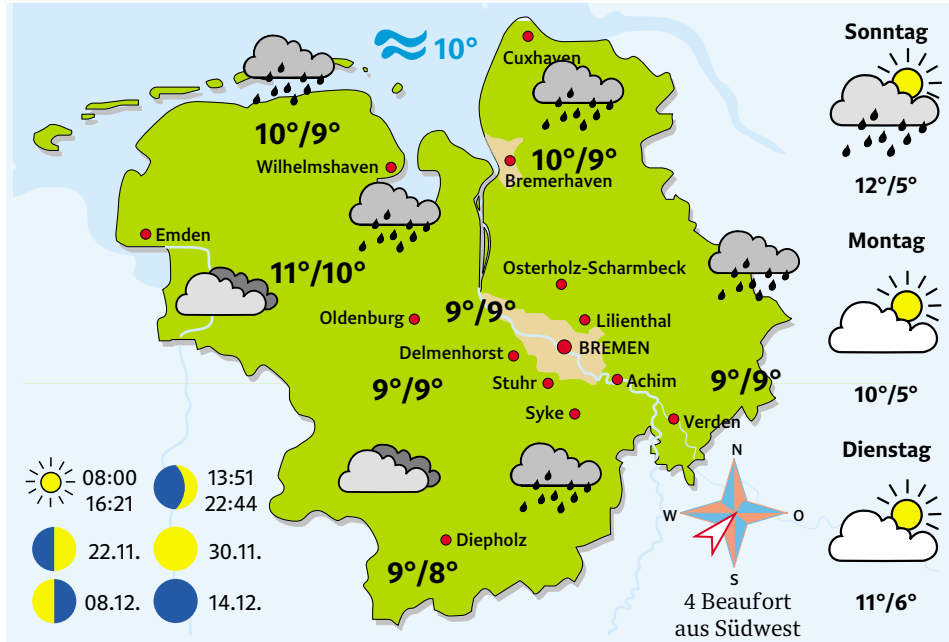 10°
Cuxhaven
10°/9°
Wilhelmshaven
10°/9°
Bremerhaven
Emden
11°/10°
Osterholz-Scharmbeck
9°/9°
Oldenburg
Lilienthal
Delmenhorst
BREMEN
9°/9°
Stuhr
Achim
9°/9°
Syke
Verden
Diepholz
9°/8°
Sonntag
12°/5°
Montag
10°/5°
Dienstag
11°/6°
08:00
16:21
13:51
22:44
22.11.
30.11.
08.12.
14.12.
N
W
O
S
4 Beaufort
aus Südwest